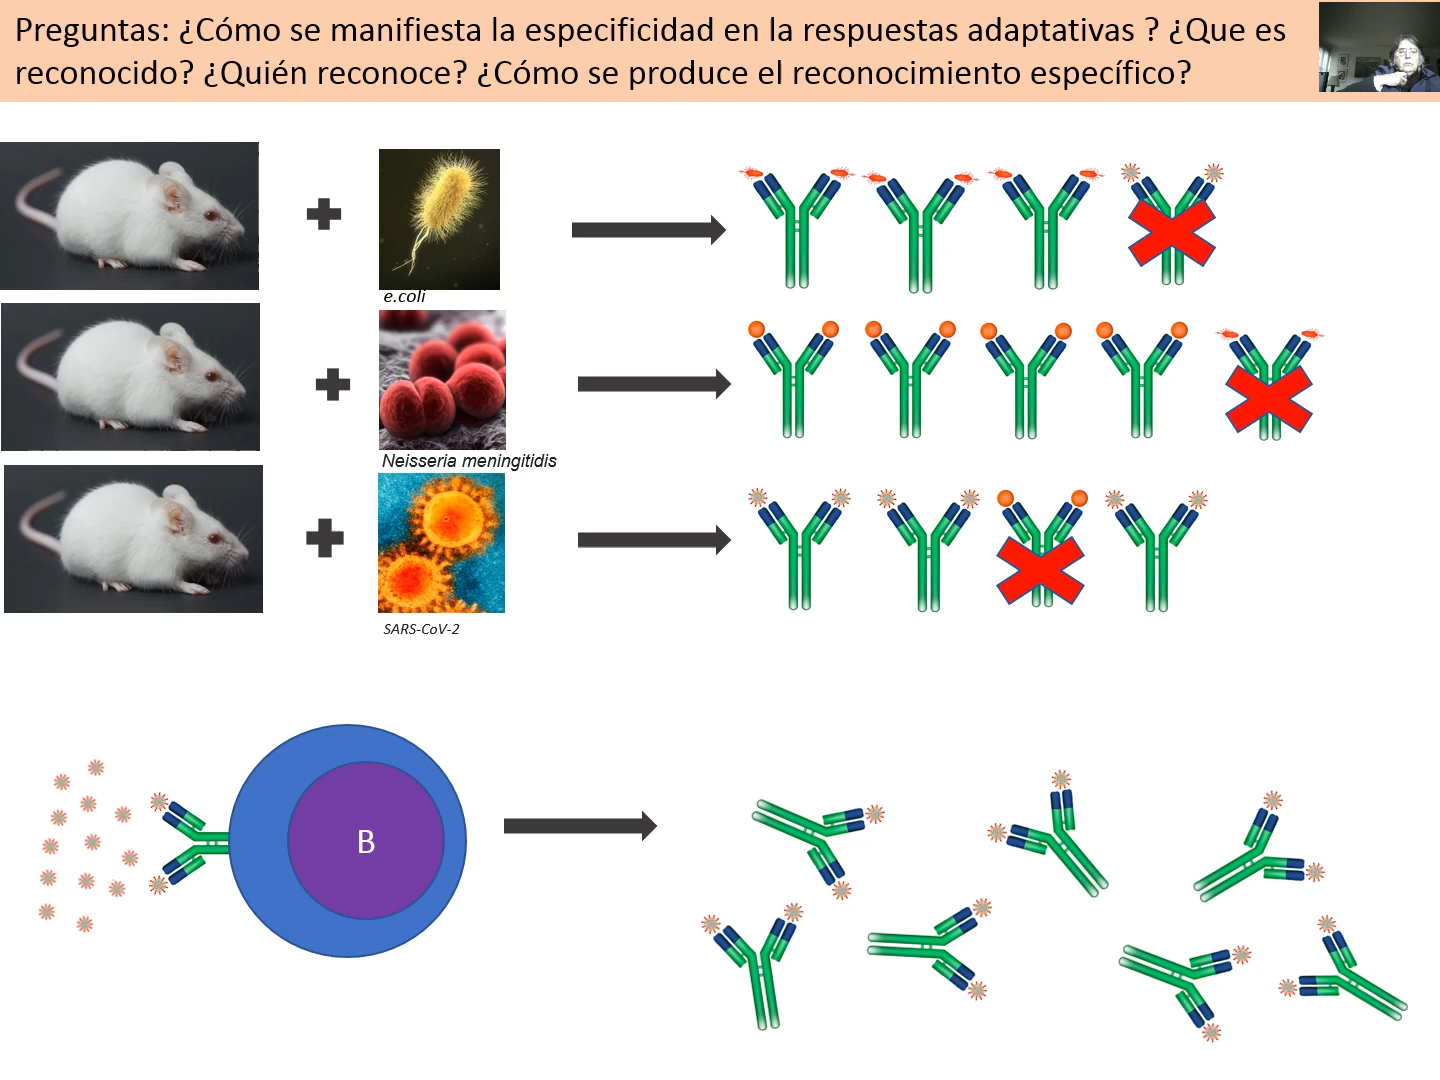 Preguntas: ¿Cómo se manifiesta la especificidad en la respuestas adaptativas ? ¿Que es
reconocido? ¿Quién reconoce? ¿Cómo se produce el reconocimiento específico?
e.coli
Neisseria meningitidis
SARS-CoV-2
B